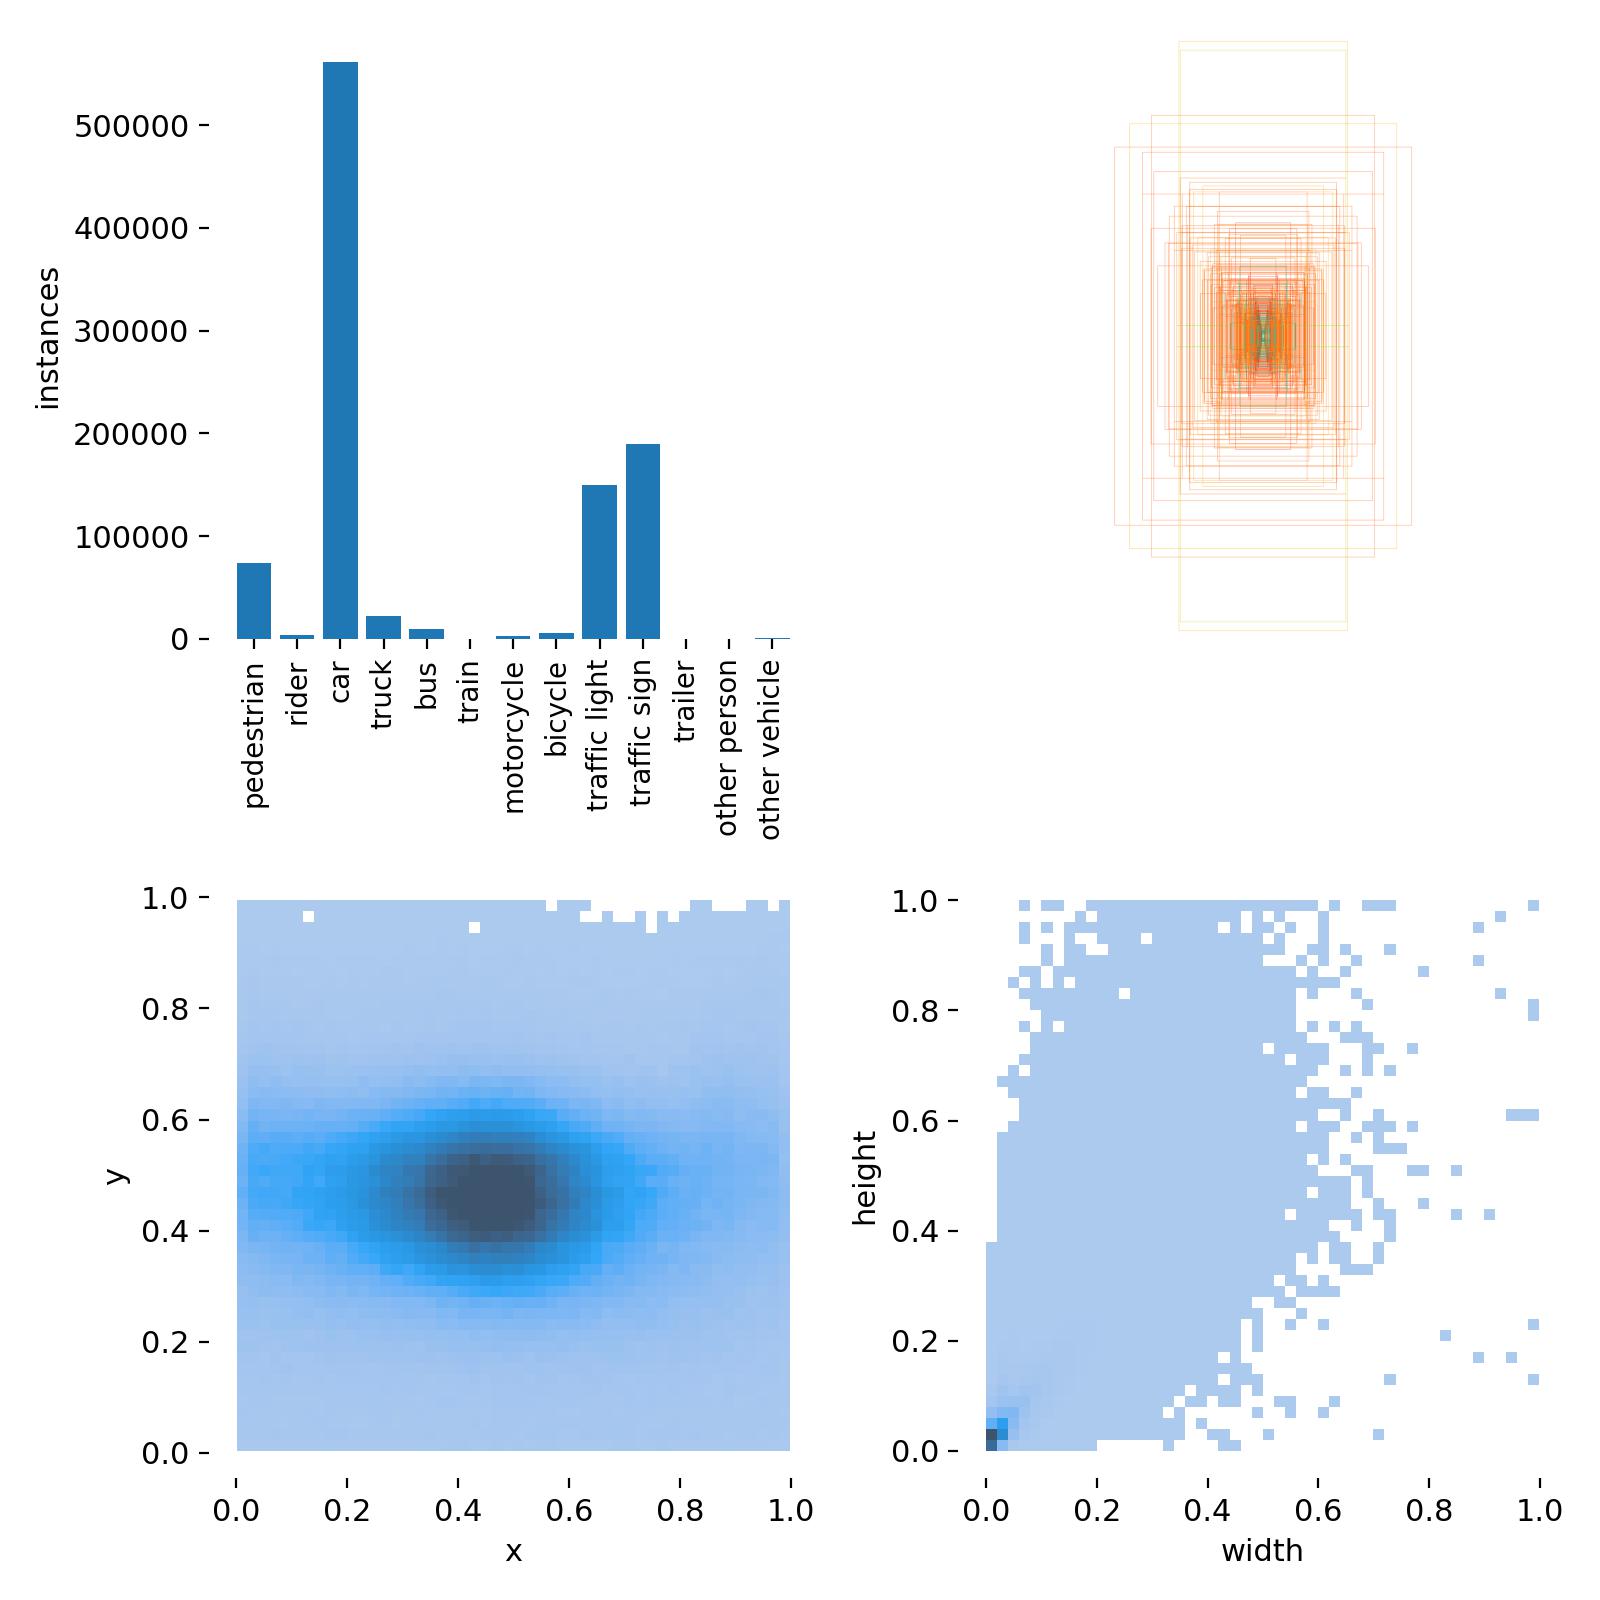 instances
500000
400000
300000
200000
100000
0
pedestrian
rider
car
truck
bus
train
motorcycle
bicycle
traffic light
traffic sign
trailer
other person
other vehicle
y
1.0
0.8
0.6
0.4
0.2
0.0
0.0 0.2 0.4 0.6 0.8 1.0
x
height
1.0
0.8
0.6
0.4
0.2
0.0
0.0 0.2 0.4 0.6 0.8 1.0
width